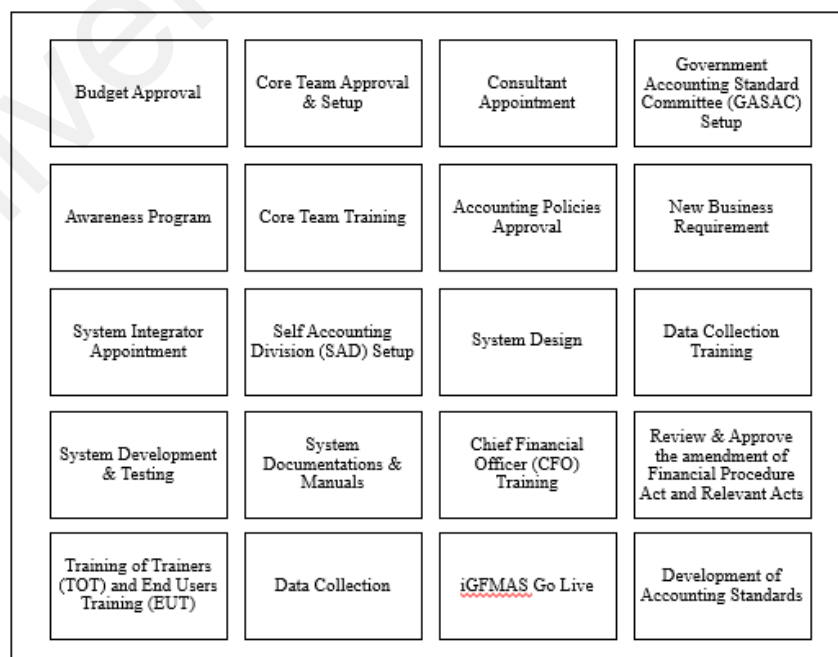 Budget Approval
Core Team Approval
& Setup
Consultant
Appointment
Government
Accounting Standard
Committee (GASAC)
Setup
Awareness Program
Core Team Training
Accounting Policies
Approval
New Business
Requirement
System Integrator
Appointment
Self Accounting
Division (SAD) Setup
System Design
Data Collection
Training
System Development
& Testing
System
Documentations &
Manuals
Chief Financial
Officer (CFO)
Training
Review & Approve
the amendment of
Financial Procedure
Act and Relevant Acts
Training of Trainers
(TOT) and End Users
Training (EUT)
Data Collection
iGFMAS Go Live
Development of
Accounting Standards